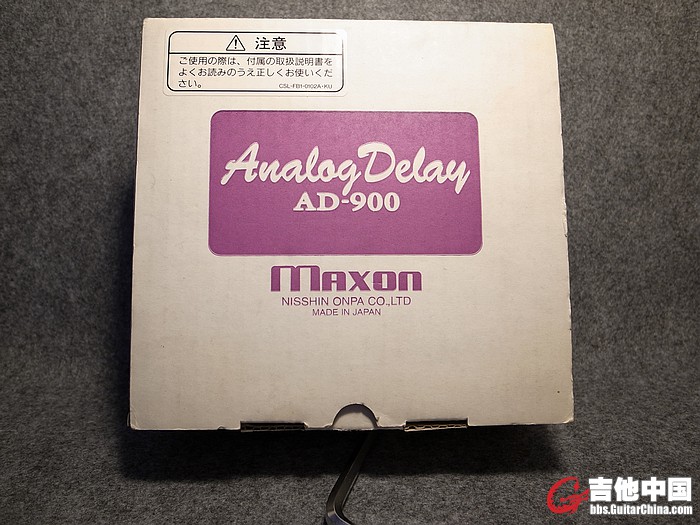 注意
ご使用の際は、付属の取扱説明書を
よくお読みのうえ正しくお使いくだ
さい。
CSL-FB1-0102A・KU
Analog Delay
AD-900
MAXON
NISSHIN ONPA CO.,LTD
MADE IN JAPAN
吉他中国
bbs.GuitarChina.com